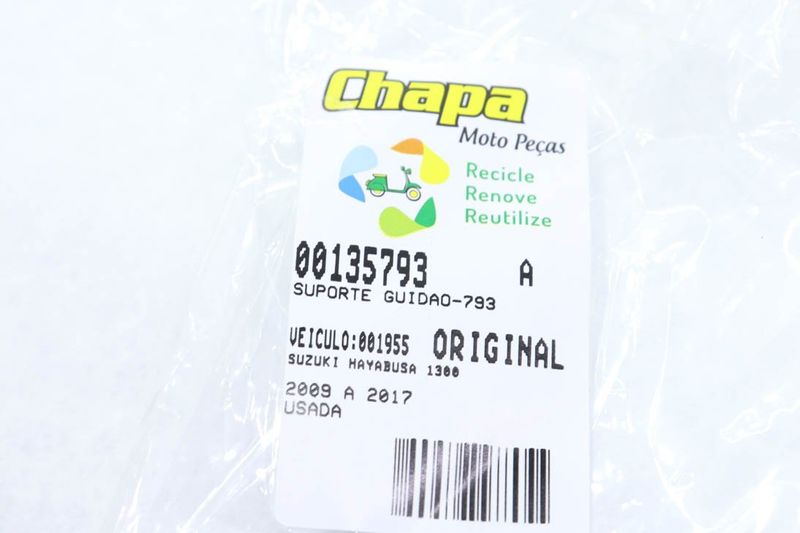 Chapa
Moto Peças
Recicle
Renove
Reutilize
00135793 A
SUPORTE GUIDAO-793
VEICULO:001955 ORIGINAL
SUZUKI HAYABUSA 1300
2009 A 2017
USADA